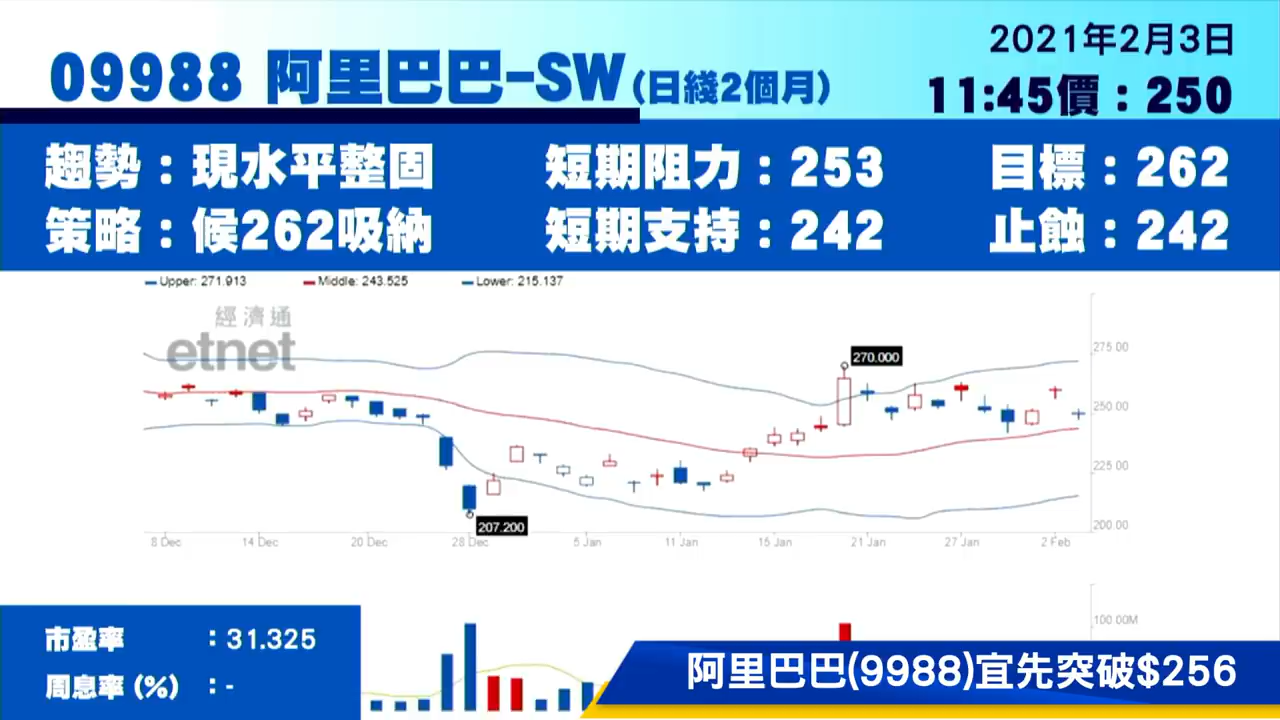 09988 阿里巴巴-SW(日綫2個月)
2021年2月3日
11:45價：250
趨勢：現水平整固
短期阻力：253
目標：262
策略：候262吸納
短期支持：242
止蝕：242
Upper: 271.913
Middle: 243.525
Lower: 215.137
經濟通
etnet
270.000
207.200
275.00
250.00
225.00
200.00
8 Dec
14 Dec
20 Dec
28 Dec
5 Jan
11 Jan
15 Jan
21 Jan
27 Jan
2 Feb
100.00M
市盈率：31.325
周息率 (%)：-
阿里巴巴(9988)宜先突破$256